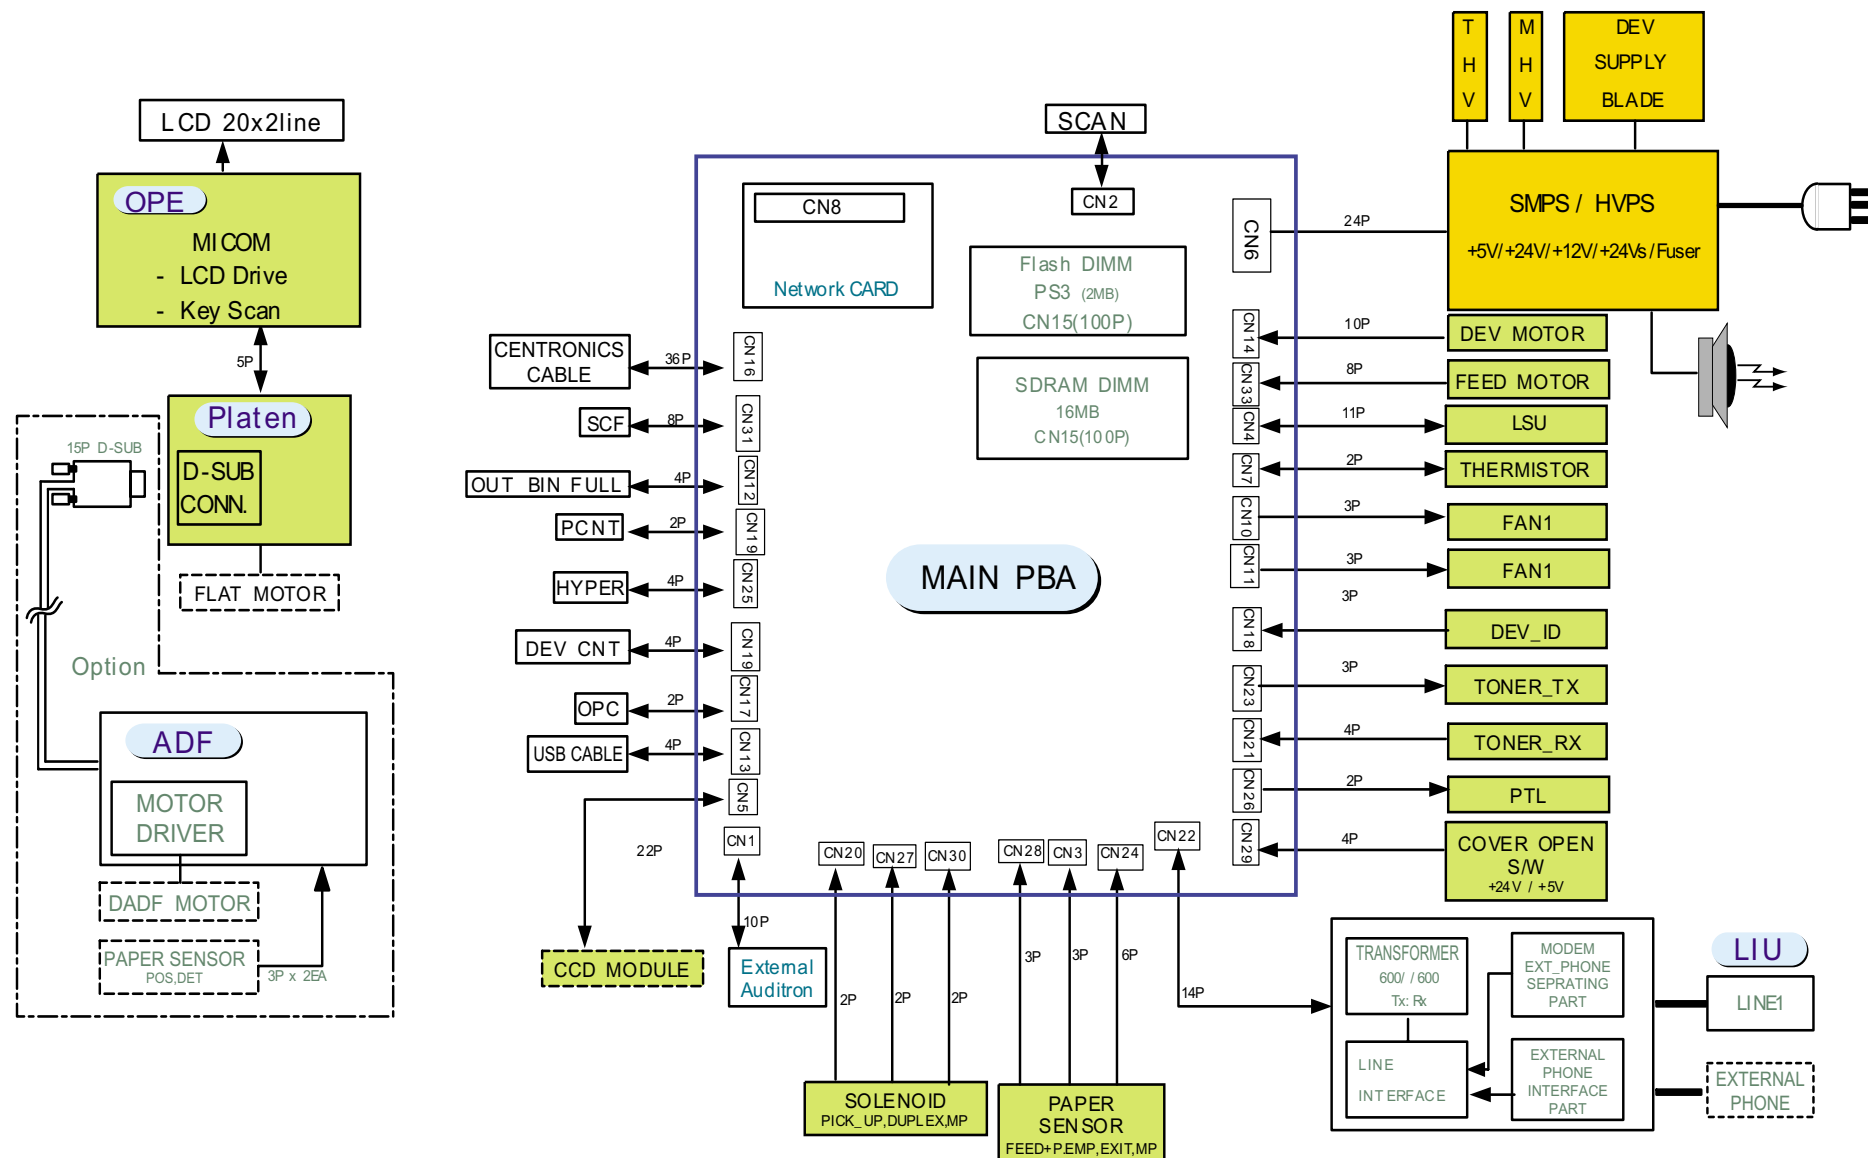 LCD 20x2line
OPE
MICOM
- LCD Drive
- Key Scan
5P
Platen
D-SUB
CONN.
FLAT MOTOR
15P D-SUB
Option
ADF
MOTOR
DRIVER
DADF MOTOR
PAPER SENSOR
POS,DET
3P x 2EA
SCAN
CN2
CN8
Network CARD
Flash DIMM
PS3 (2MB)
CN15(100P)
SDRAM DIMM
16MB
CN15(100P)
MAIN PBA
CENTRONICS
CABLE
36P
CN16
SCF
8P
CN31
OUT BIN FULL
4P
CN12
PCNT
2P
CN19
HYPER
4P
CN25
DEV CNT
4P
CN19
OPC
2P
CN17
USB CABLE
4P
CN13
CN5
22P
CCD MODULE
CN1
10P
External
Auditron
CN20
CN27
CN30
2P
2P
2P
SOLENOID
PICK_UP,DUPLEX,MP
CN28
CN3
CN24
3P
3P
6P
PAPER
SENSOR
FEED+P.EMP,EXIT,MP
CN22
14P
T
H
V
M
H
V
DEV
SUPPLY
BLADE
SMPS / HVPS
+5V/+24V/+12V/+24Vs/Fuser
CN6
24P
CN14
10P
DEV MOTOR
CN33
8P
FEED MOTOR
CN4
11P
LSU
CN7
2P
THERMISTOR
CN10
3P
FAN1
CN11
3P
FAN1
CN18
3P
DEV_ID
CN23
3P
TONER_TX
CN21
4P
TONER_RX
CN26
2P
PTL
CN29
4P
COVER OPEN
S/W
+24V / +5V
TRANSFORMER
600/ / 600
Tx: Rx
LINE
INTERFACE
MODEM
EXT_PHONE
SEPRATING
PART
EXTERNAL
PHONE
INTERFACE
PART
LIU
LINE1
EXTERNAL
PHONE